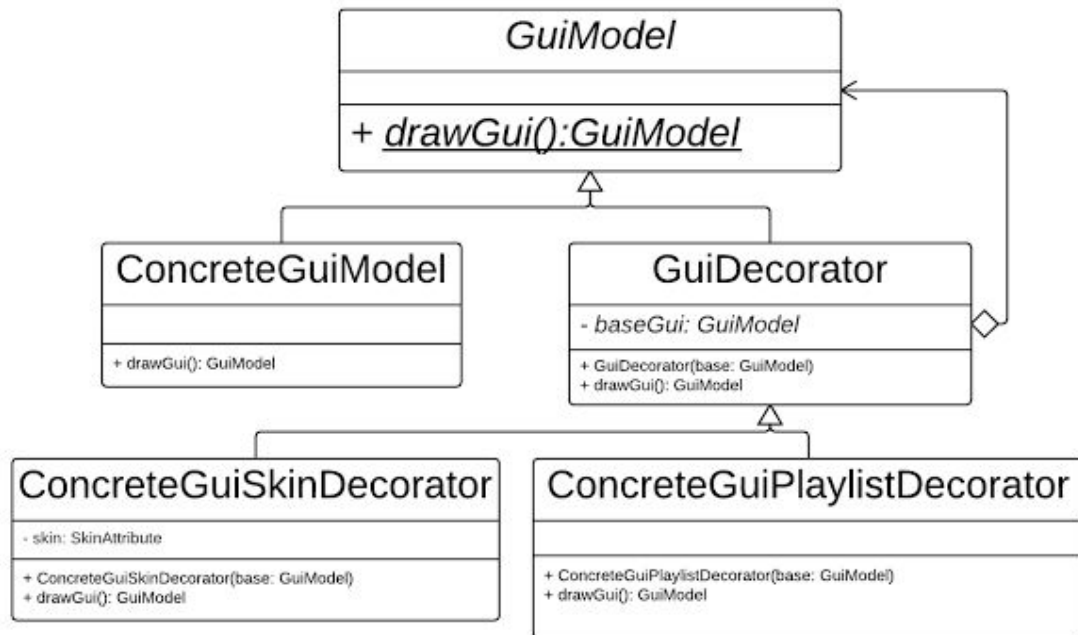 GuiModel
+ drawGui():GuiModel
ConcreteGuiModel
+ drawGui(): GuiModel
GuiDecorator
- baseGui: GuiModel
+ GuiDecorator(base: GuiModel)
+ drawGui(): GuiModel
ConcreteGuiSkinDecorator
- skin: SkinAttribute
+ ConcreteGuiSkinDecorator(base: GuiModel)
+ drawGui(): GuiModel
ConcreteGuiPlaylistDecorator
+ ConcreteGuiPlaylistDecorator(base: GuiModel)
+ drawGui(): GuiModel